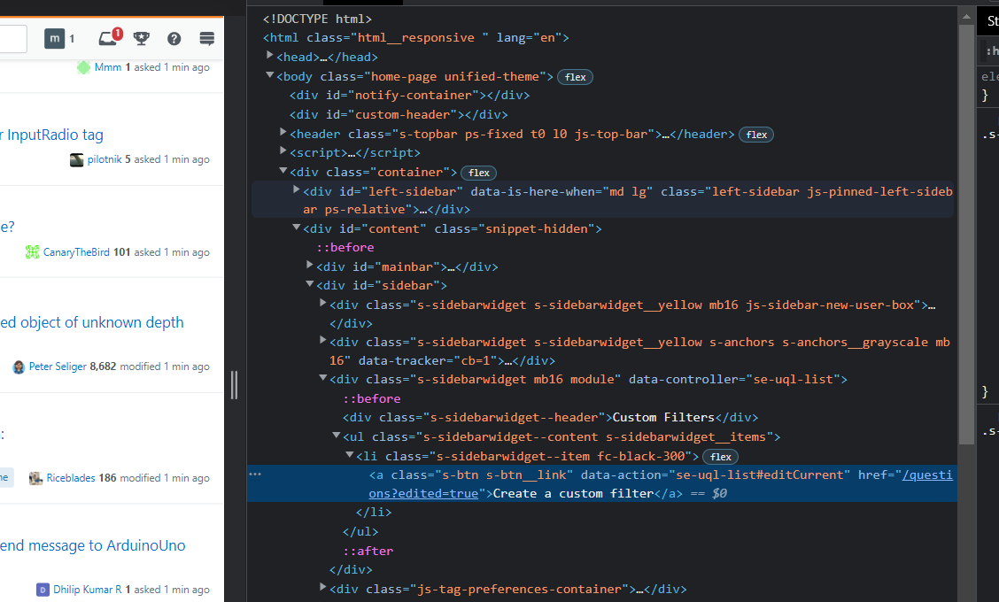 m 1 1
Mmm 1 asked 1 min ago
r InputRadio tag
pilotnik 5 asked 1 min ago
e?
CanaryTheBird 101 asked 1 min ago
ed object of unknown depth
Peter Seliger 8,682 modified 1 min ago
:
ne Riceblades 186 modified 1 min ago
end message to ArduinoUno
D Dhilip Kumar R 1 asked 1 min ago
<!DOCTYPE html>
<html class="html__responsive " lang="en">
<head>…</head>
<body class="home-page unified-theme"> flex
<div id="notify-container"></div>
<div id="custom-header"></div>
<header class="s-topbar ps-fixed t0 l0 js-top-bar">…</header> flex
<script>…</script>
<div class="container"> flex
<div id="left-sidebar" data-is-here-when="md lg" class="left-sidebar js-pinned-left-sideb
ar ps-relative">…</div>
<div id="content" class="snippet-hidden">
::before
<div id="mainbar">…</div>
<div id="sidebar">
<div class="s-sidebarwidget s-sidebarwidget__yellow mb16 js-sidebar-new-user-box">…
</div>
<div class="s-sidebarwidget s-sidebarwidget__yellow s-anchors s-anchors__grayscale mb
16" data-tracker="cb=1">…</div>
<div class="s-sidebarwidget mb16 module" data-controller="se-uql-list">
::before
<div class="s-sidebarwidget--header">Custom Filters</div>
<ul class="s-sidebarwidget--content s-sidebarwidget__items">
<li class="s-sidebarwidget--item fc-black-300"> flex
… <a class="s-btn s-btn__link" data-action="se-uql-list#editCurrent" href="/questi
ons?edited=true">Create a custom filter</a> == $0
</li>
</ul>
::after
</div>
<div class="js-tag-preferences-container">…</div>
St
:h
ele
}
.s-
}
.s-